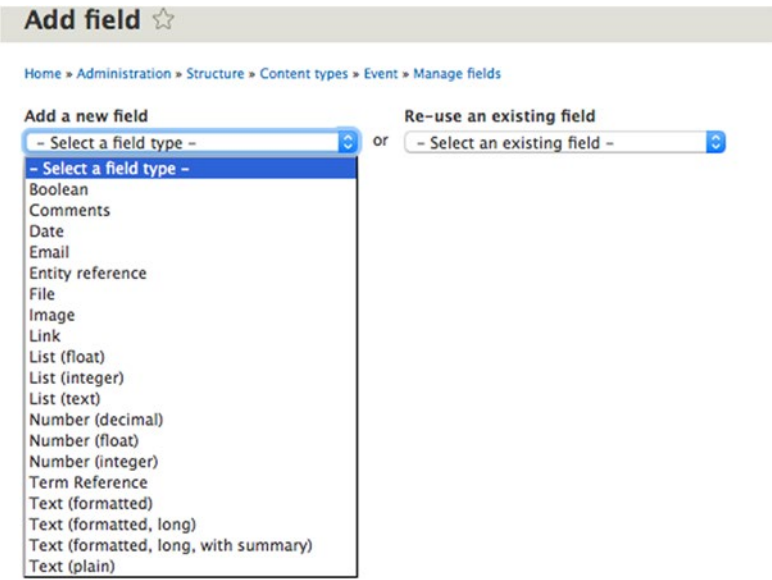 Add field
Home » Administration » Structure » Content types » Event » Manage fields
Add a new field
Re-use an existing field
- Select a field type -
or
- Select an existing field -
- Select a field type -
Boolean
Comments
Date
Email
Entity reference
File
Image
Link
List (float)
List (integer)
List (text)
Number (decimal)
Number (float)
Number (integer)
Term Reference
Text (formatted)
Text (formatted, long)
Text (formatted, long, with summary)
Text (plain)